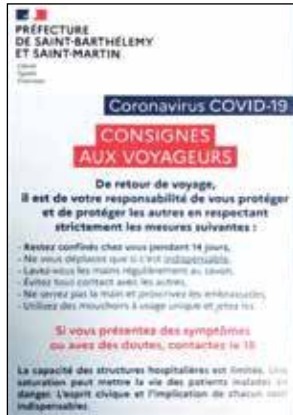 PRÉFECTURE
DE SAINT-BARTHÉLEMY
ET SAINT-MARTIN
Liberté
Égalité
Fraternité
Coronavirus COVID-19
CONSIGNES
AUX VOYAGEURS
De retour de voyage,
il est de votre responsabilité de vous protéger
et de protéger les autres en respectant
strictement les mesures suivantes :
- Restez confinés chez vous pendant 14 jours,
- Ne vous déplacez que si c'est indispensable,
- Lavez-vous les mains régulièrement au savon,
- Évitez tout contact avec les autres,
- Ne serrez pas la main et proscrivez les embrassades,
- Utilisez des mouchoirs à usage unique et jetez-les.
Si vous présentez des symptômes
ou avez des doutes, contactez le 15
La capacité des structures hospitalières est limitée. Une
saturation peut mettre la vie des patients malades en
danger. L'esprit civique et l'implication de chacun sont
indispensables.